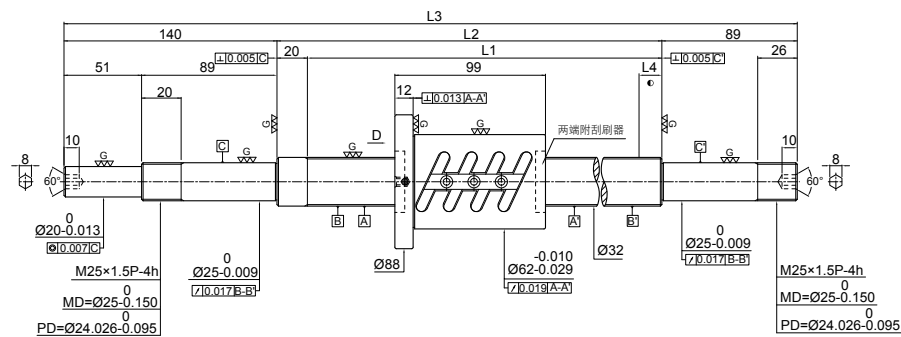 L3
140
L2
89
⊥ 0.005 C
20
L1
⊥ 0.005 C'
26
51
89
99
L4
20
12
⊥ 0.013 A-A'
10
G
G
C
G
G
D
G
G
两端附刮刷器
G
C'
G
10
8
60°
60°
8
B
A
A'
B'
0
Ø20-0.013
◎ 0.007 C
0
Ø25-0.009
↗ 0.017 B-B'
Ø88
-0.010
Ø62-0.029
↗ 0.019 A-A'
Ø32
0
Ø25-0.009
↗ 0.017 B-B'
M25×1.5P-4h
0
MD=Ø25-0.150
0
PD=Ø24.026-0.095
M25×1.5P-4h
0
MD=Ø25-0.150
0
PD=Ø24.026-0.095